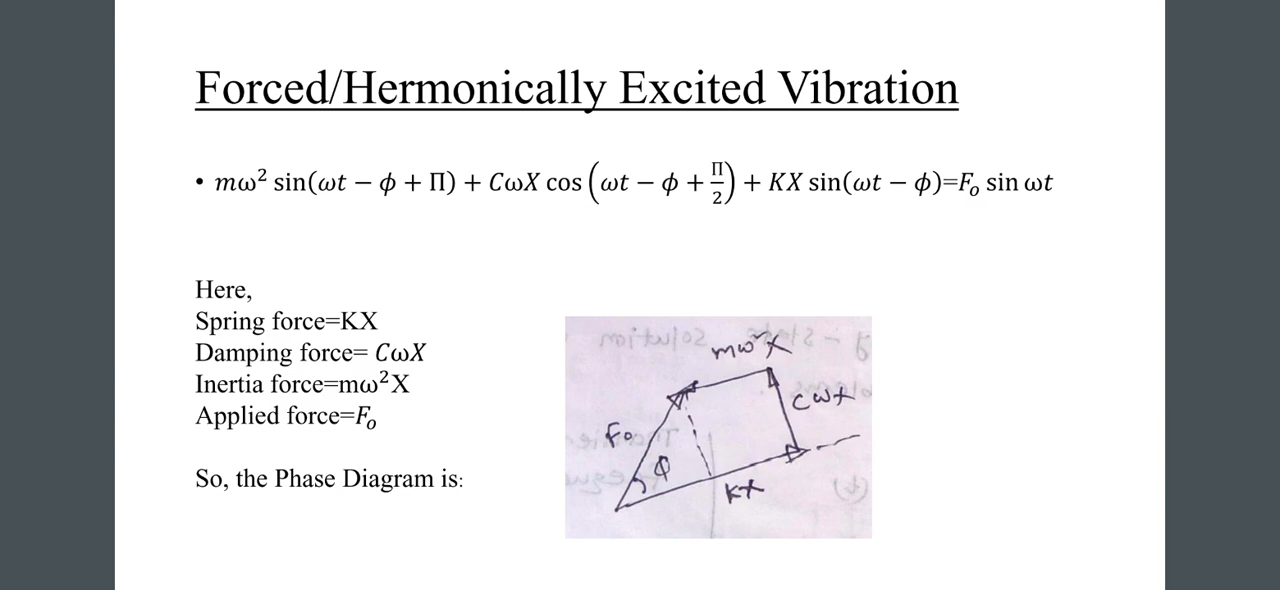 Forced/Hermonically Excited Vibration
• mω² sin(ωt − ϕ + Π) + CωX cos(ωt − ϕ + Π/2) + KX sin(ωt − ϕ)=Fₒ sin ωt
Here,
Spring force=KX
Damping force= CωX
Inertia force=mω²X
Applied force=Fₒ
So, the Phase Diagram is:
mω²X
cωx
Fo
ϕ
kx